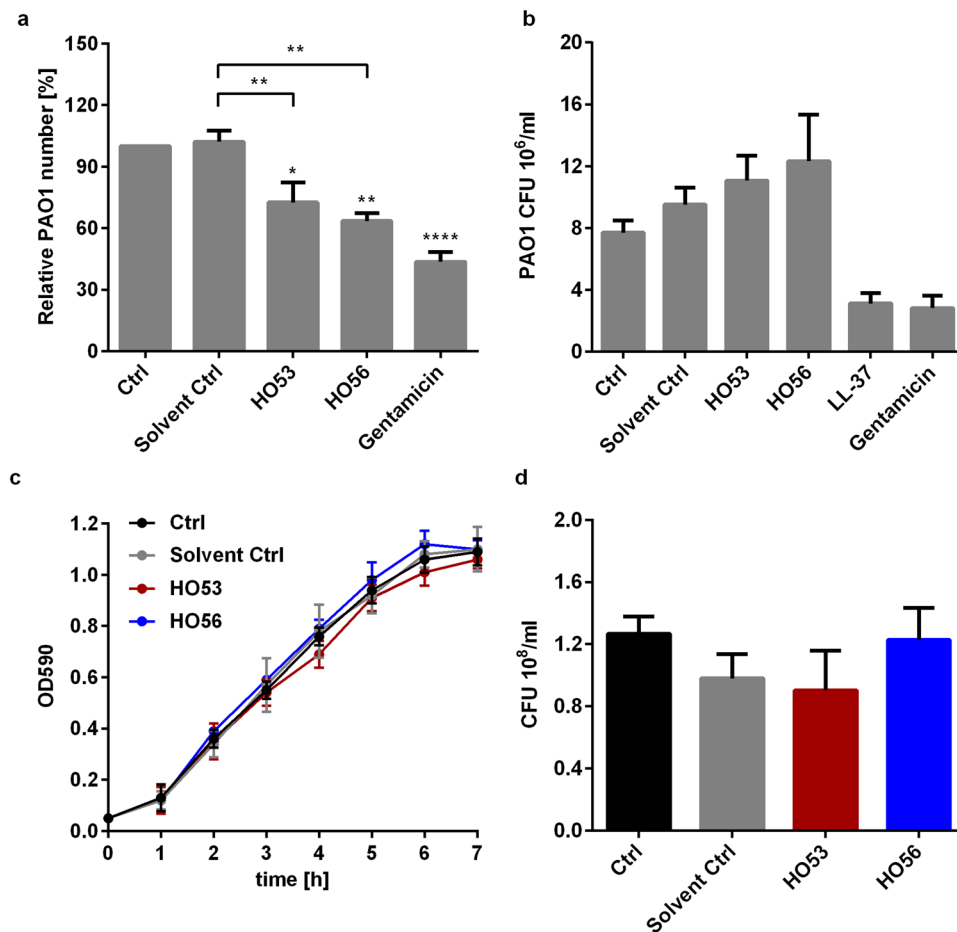 a
Relative PAO1 number [%]
150
120
90
60
30
0
**
**
*
**
****
Ctrl
Solvent Ctrl
HO53
HO56
Gentamicin
b
PAO1 CFU 10⁶/ml
20
16
12
8
4
0
Ctrl
Solvent Ctrl
HO53
HO56
LL-37
Gentamicin
c
Ctrl
Solvent Ctrl
HO53
HO56
OD590
1.2
1.0
0.8
0.6
0.4
0.2
0.0
0 1 2 3 4 5 6 7
time [h]
d
CFU 10⁸/ml
2.0
1.6
1.2
0.8
0.4
0.0
Ctrl
Solvent Ctrl
HO53
HO56